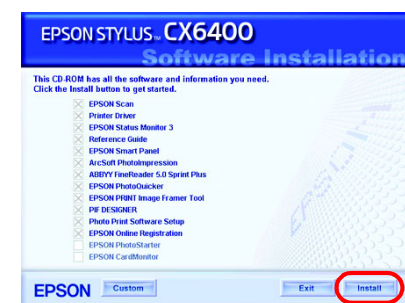 EPSON STYLUS™ CX6400
Software Installation
This CD-ROM has all the software and information you need.
Click the Install button to get started.
EPSON Scan
Printer Driver
EPSON Status Monitor 3
Reference Guide
EPSON Smart Panel
ArcSoft PhotoImpression
ABBYY FineReader 5.0 Sprint Plus
EPSON PhotoQuicker
EPSON PRINT Image Framer Tool
PIF DESIGNER
Photo Print Software Setup
EPSON Online Registration
EPSON PhotoStarter
EPSON CardMonitor
EPSON
EPSON Custom Exit Install